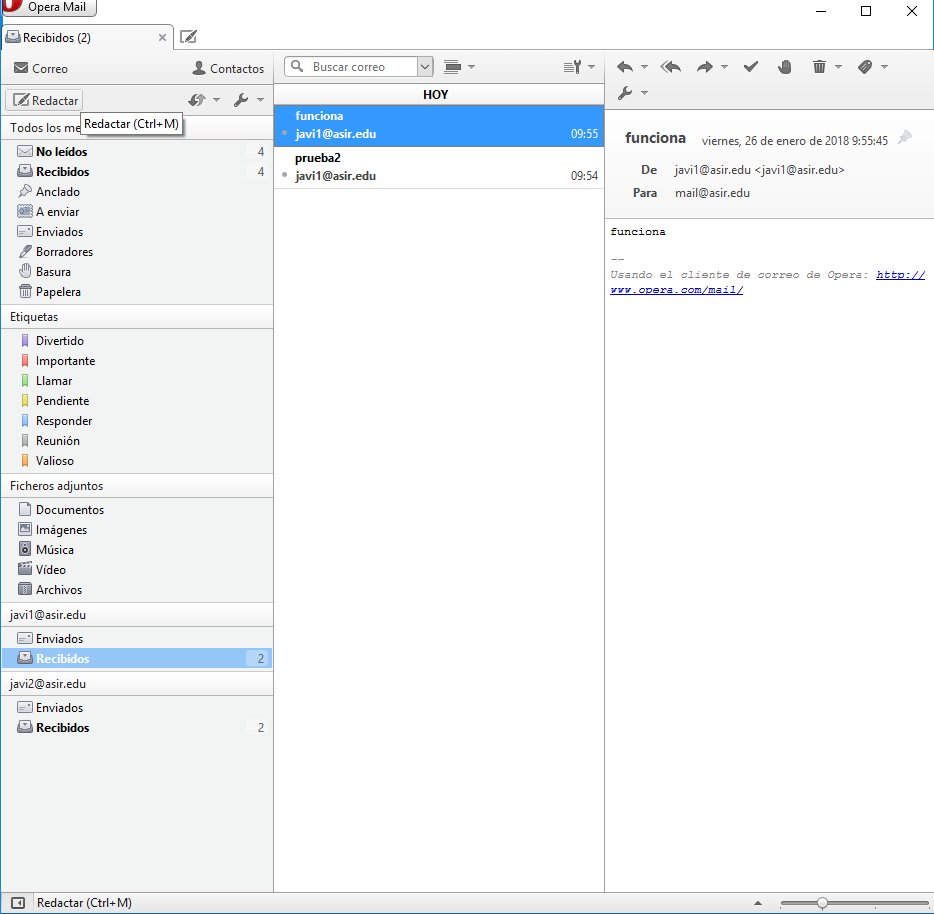 Opera Mail
Recibidos (2)
Correo
Contactos
Redactar
Redactar (Ctrl+M)
Todos los me
No leídos 4
Recibidos 4
Anclado
A enviar
Enviados
Borradores
Basura
Papelera
Etiquetas
Divertido
Importante
Llamar
Pendiente
Responder
Reunión
Valioso
Ficheros adjuntos
Documentos
Imágenes
Música
Vídeo
Archivos
javi1@asir.edu
Enviados
Recibidos 2
javi2@asir.edu
Enviados
Recibidos 2
Buscar correo
HOY
funciona
javi1@asir.edu 09:55
prueba2
javi1@asir.edu 09:54
funciona viernes, 26 de enero de 2018 9:55:45
De javi1@asir.edu <javi1@asir.edu>
Para mail@asir.edu
funciona
--
Usando el cliente de correo de Opera: http://
www.opera.com/mail/
Redactar (Ctrl+M)